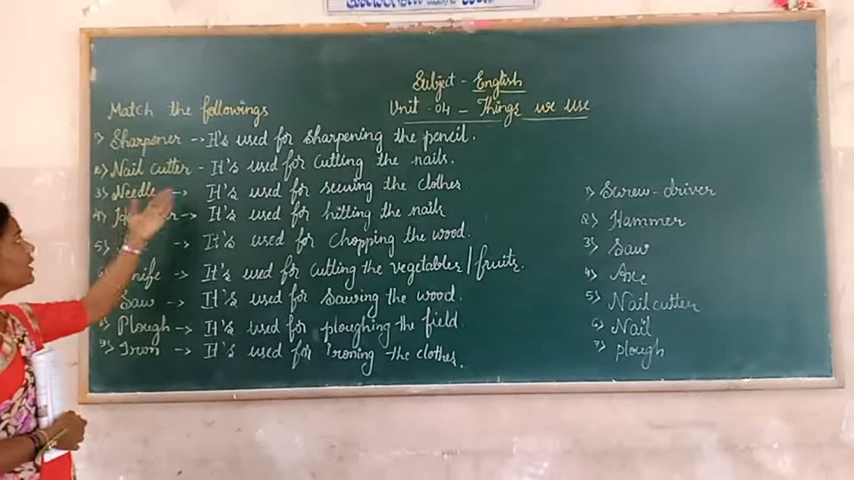 Subject - English
Unit - 04 - Things we use
Match the followings
1) Sharpener -> It's used for sharpening the pencil.
2) Nail cutter - It's used for cutting the nails.
3) Needle -> It's used for sewing the clothes
4) -> It's used for hitting the nails
5) -> It's used for chopping the wood.
Knife -> It's used for cutting the vegetables/fruits.
Saw -> It's used for sawing the wood.
8) Plough -> It's used for ploughing the field.
9) Iron -> It's used for Ironing the clothes.
1) Screw-driver
2) Hammer
3) Saw
4) Axe
5) Nail cutter
6) Nail
7) plough